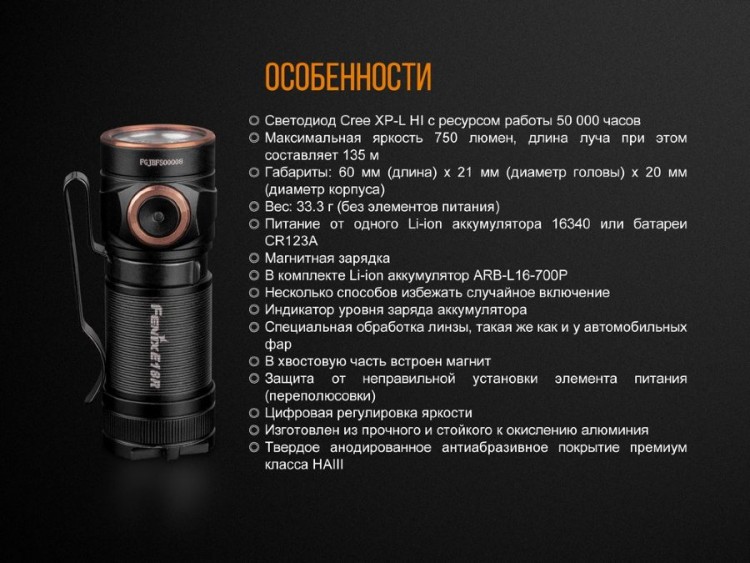 ОСОБЕННОСТИ
Светодиод Cree XP-L HI с ресурсом работы 50 000 часов
Максимальная яркость 750 люмен, длина луча при этом
составляет 135 м
Габариты: 60 мм (длина) х 21 мм (диаметр головы) х 20 мм
(диаметр корпуса)
Вес: 33.3 г (без элементов питания)
Питание от одного Li-ion аккумулятора 16340 или батареи
CR123A
Магнитная зарядка
В комплекте Li-ion аккумулятор ARB-L16-700P
Несколько способов избежать случайное включение
Индикатор уровня заряда аккумулятора
Специальная обработка линзы, такая же как и у автомобильных
фар
В хвостовую часть встроен магнит
Защита от неправильной установки элемента питания
(переполюсовки)
Цифровая регулировка яркости
Изготовлен из прочного и стойкого к окислению алюминия
Твердое анодированное антиабразивное покрытие премиум
класса HAIII
FENIX E18R